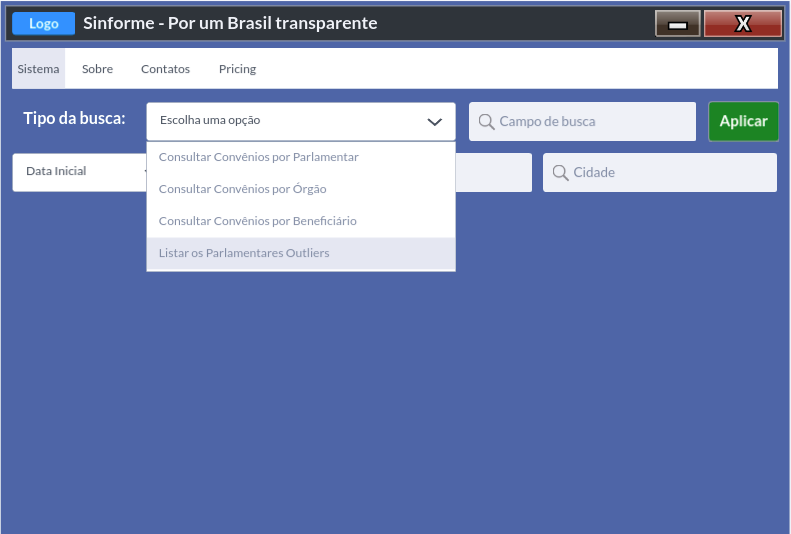 Logo Sinforme - Por um Brasil transparente X
Sistema Sobre Contatos Pricing
Tipo da busca: Escolha uma opção Campo de busca Aplicar
Data Inicial Cidade
Consultar Convênios por Parlamentar
Consultar Convênios por Órgão
Consultar Convênios por Beneficiário
Listar os Parlamentares Outliers